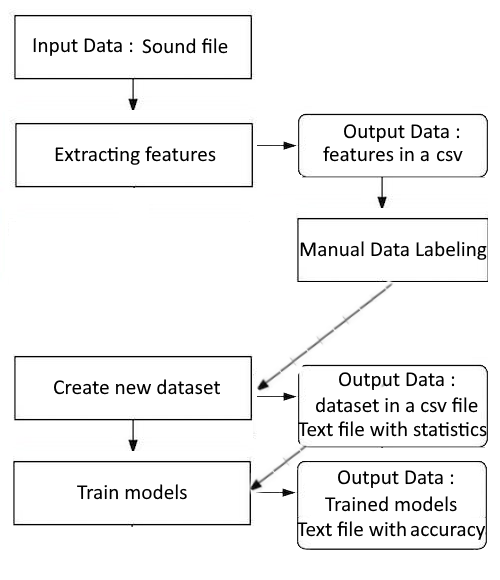 Input Data : Sound file
Extracting features
Output Data :
features in a csv
Manual Data Labeling
Create new dataset
Output Data :
dataset in a csv file
Text file with statistics
Train models
Output Data :
Trained models
Text file with accuracy